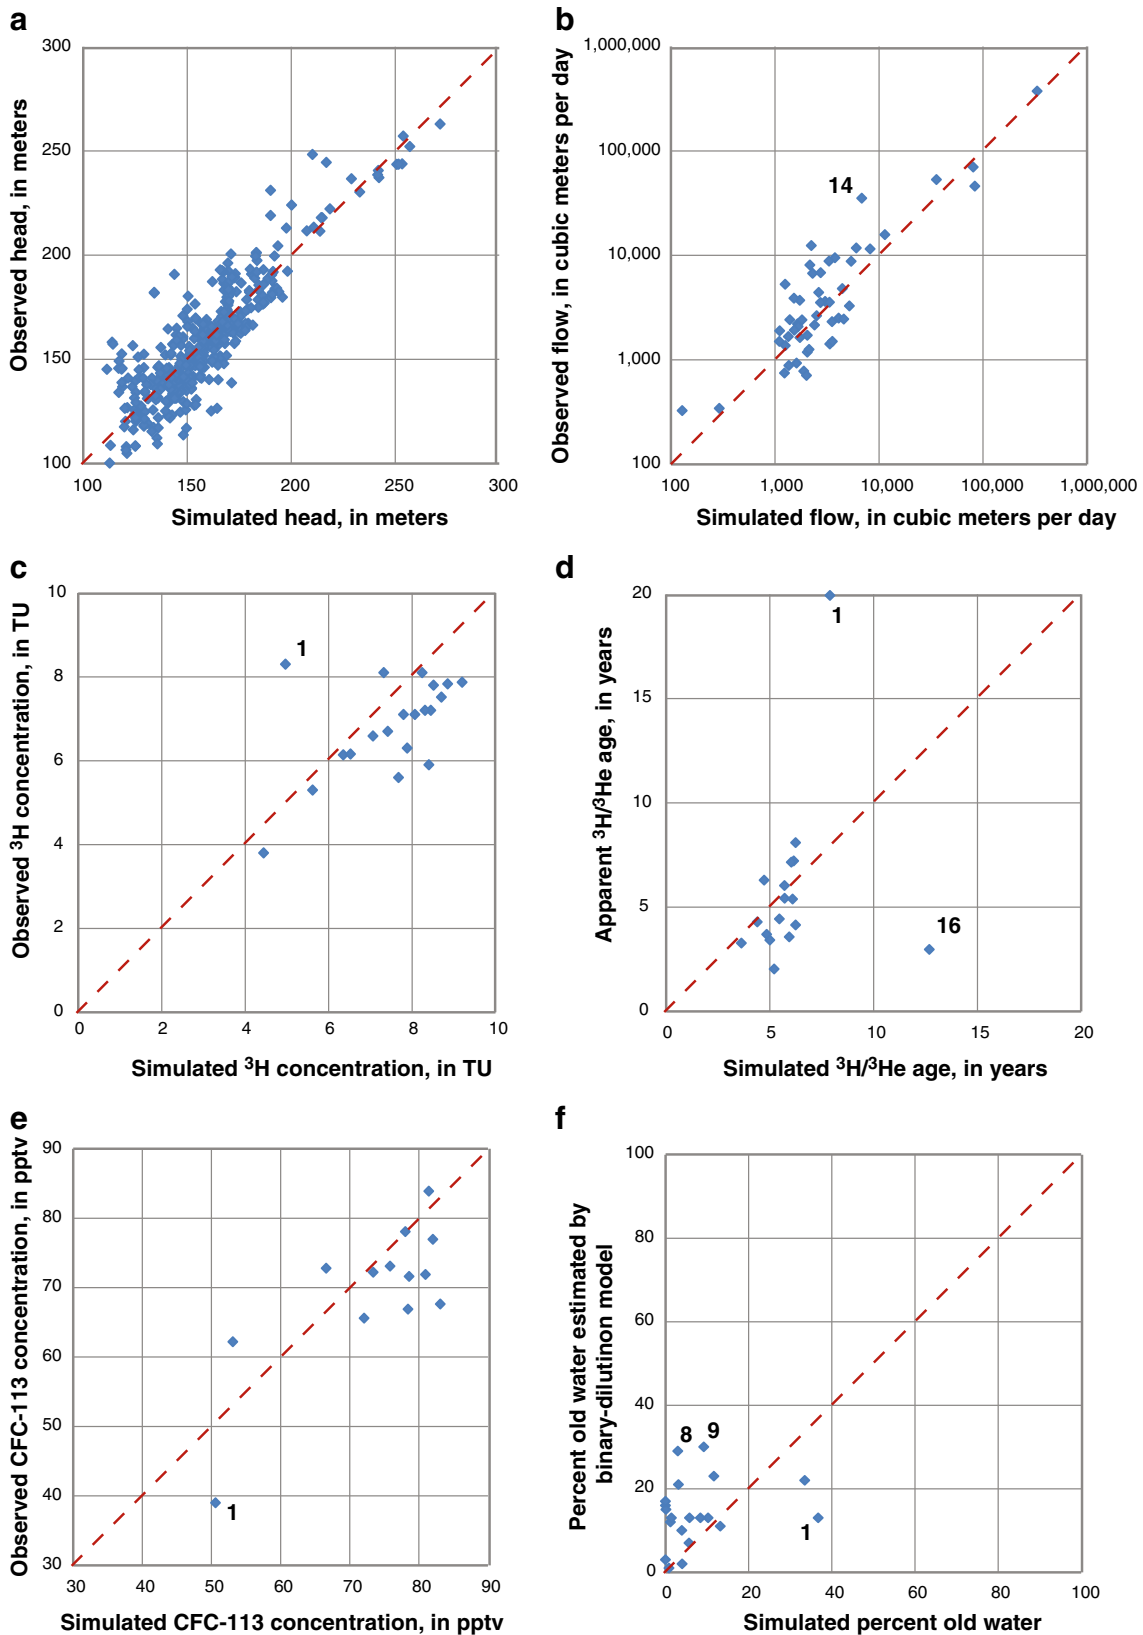 a
300
250
200
150
100
100 150 200 250 300
Observed head, in meters
Simulated head, in meters
b
1,000,000
100,000
10,000
1,000
100
100 1,000 10,000 100,000 1,000,000
14
Observed flow, in cubic meters per day
Simulated flow, in cubic meters per day
c
10
8
6
4
2
0
0 2 4 6 8 10
1
Observed ³H concentration, in TU
Simulated ³H concentration, in TU
d
20
15
10
5
0
0 5 10 15 20
1
16
Apparent ³H/³He age, in years
Simulated ³H/³He age, in years
e
90
80
70
60
50
40
30
30 40 50 60 70 80 90
1
Observed CFC-113 concentration, in pptv
Simulated CFC-113 concentration, in pptv
f
100
80
60
40
20
0
0 20 40 60 80 100
8 9
1
Percent old water estimated by
binary-dilutinon model
Simulated percent old water